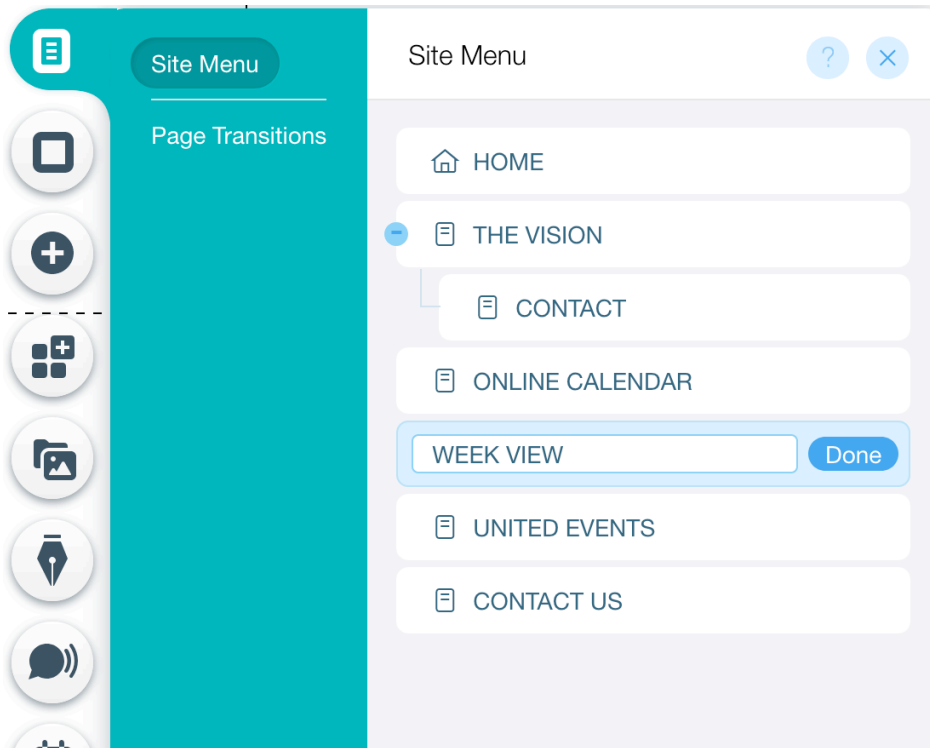 Site Menu
Page Transitions
Site Menu
?
HOME
THE VISION
CONTACT
ONLINE CALENDAR
WEEK VIEW
Done
UNITED EVENTS
CONTACT US